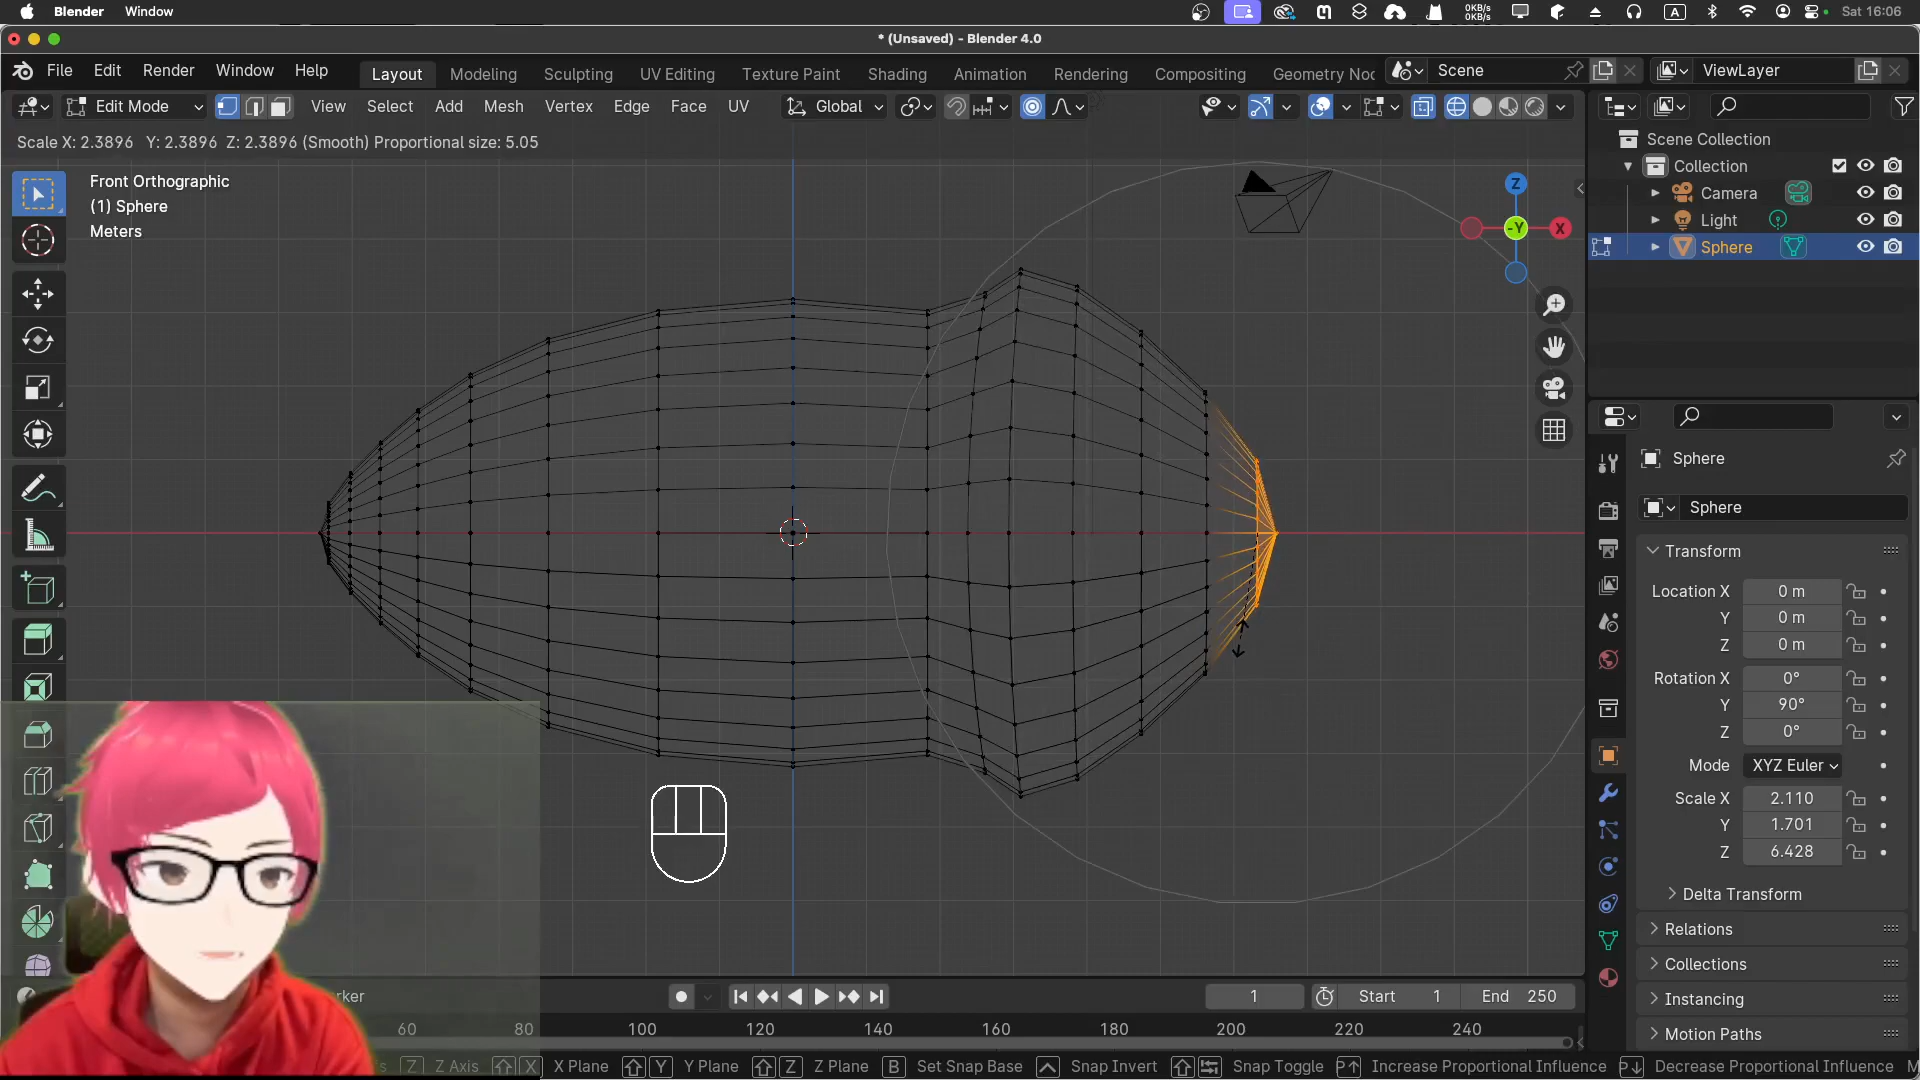 Blender Window
0KB/s
0KB/s
A
Sat 16:06
* (Unsaved) - Blender 4.0
File Edit Render Window Help
Layout Modeling Sculpting UV Editing Texture Paint Shading Animation Rendering Compositing Geometry Noc
Scene
ViewLayer
Edit Mode
View Select Add Mesh Vertex Edge Face UV
Global
Scale X: 2.3896 Y: 2.3896 Z: 2.3896 (Smooth) Proportional size: 5.05
Front Orthographic
(1) Sphere
Meters
Z
-Y
X
Scene Collection
Collection
Camera
Light
Sphere
Sphere
Sphere
Transform
Location X 0 m
Y 0 m
Z 0 m
Rotation X 0°
Y 90°
Z 0°
Mode XYZ Euler
Scale X 2.110
Y 1.701
Z 6.428
Delta Transform
Relations
Collections
Instancing
Motion Paths
rker
1
Start 1
End 250
60 80 100 120 140 160 180 200 220 240
Z Z Axis X X Plane Y Y Plane Z Z Plane B Set Snap Base Snap Invert Snap Toggle Increase Proportional Influence Decrease Proportional Influence M